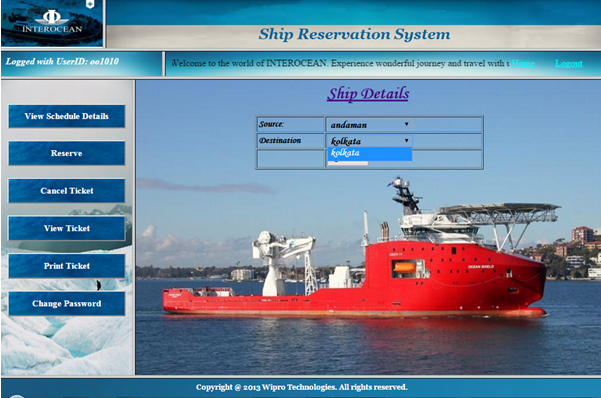 INTEROCEAN
Ship Reservation System
Logged with UserID: oo1010
Welcome to the world of INTEROCEAN. Experience wonderful journey and travel with u
Home
Logout
View Schedule Details
Reserve
Cancel Ticket
View Ticket
Print Ticket
Change Password
Ship Details
Source:
andaman
Destination
kolkata
kolkata
OCEAN SHIELD
Copyright @ 2013 Wipro Technologies. All rights reserved.